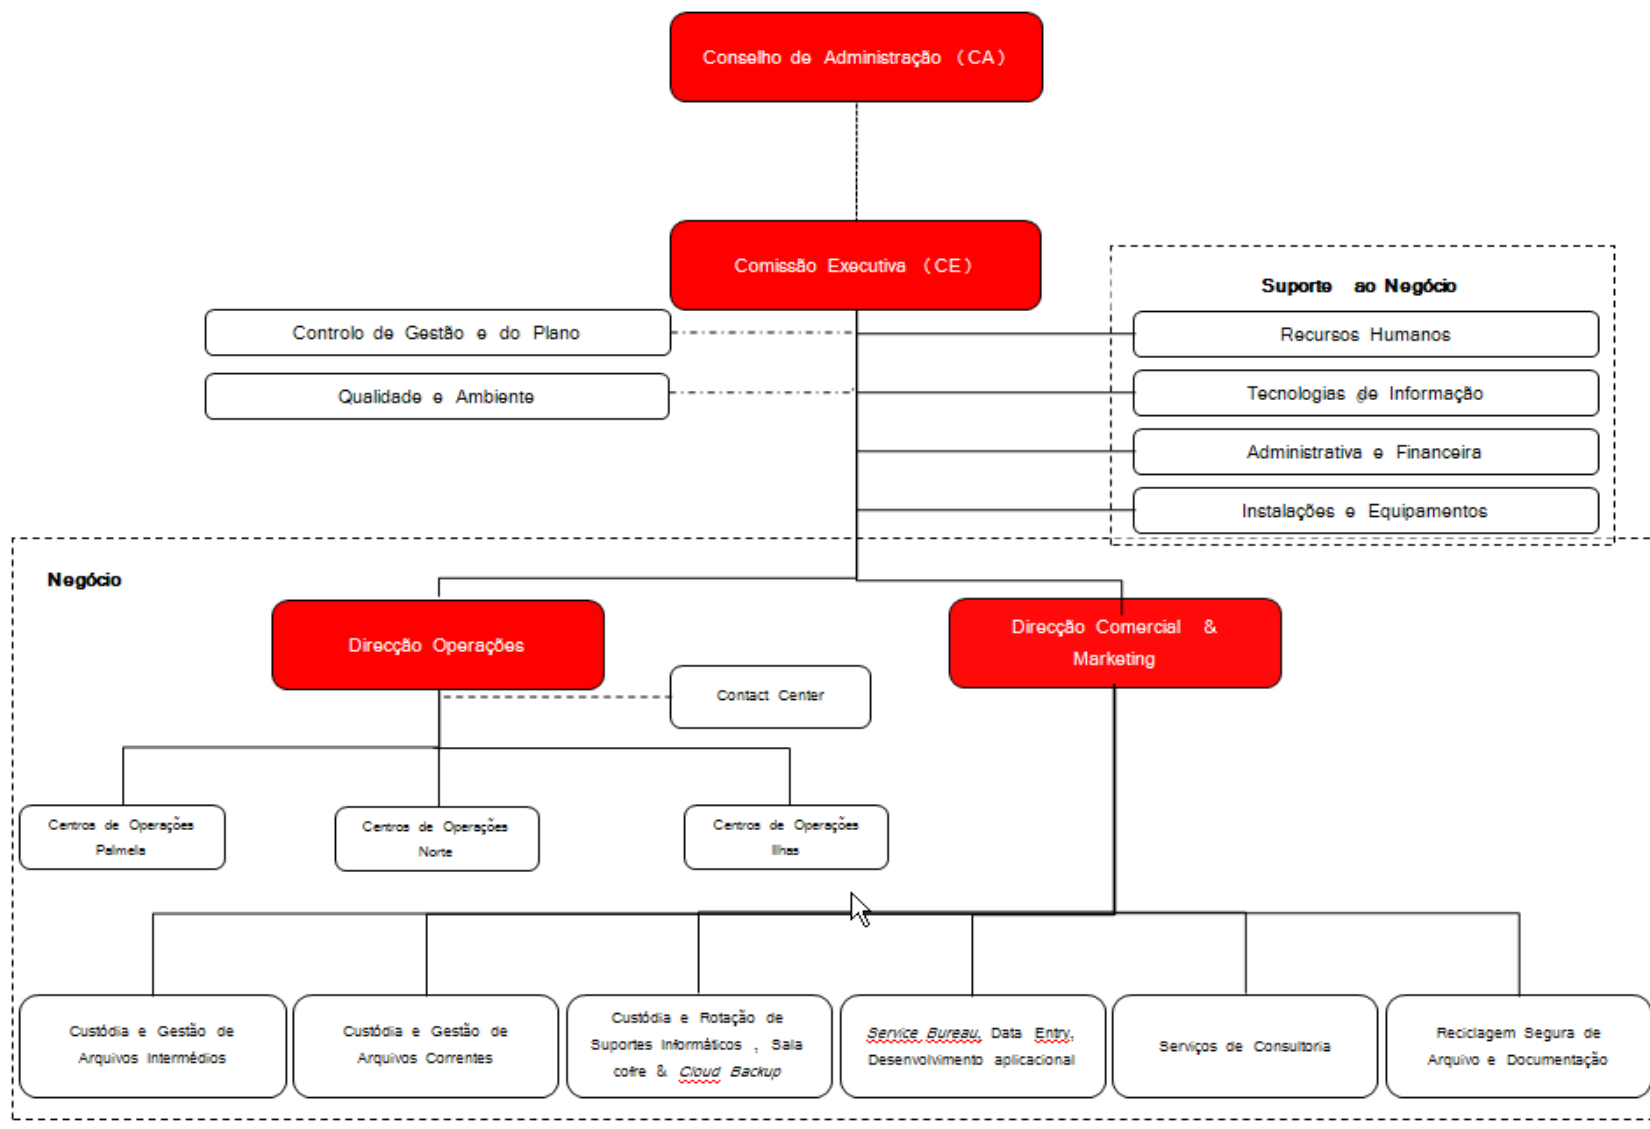 Conselho de Administração (CA)
Comissão Executiva (CE)
Suporte ao Negócio
Controlo de Gestão e do Plano
Recursos Humanos
Qualidade e Ambiente
Tecnologias de Informação
Administrativa e Financeira
Instalações e Equipamentos
Negócio
Direcção Operações
Direcção Comercial &
Marketing
Contact Center
Centros de Operações
Palmela
Centros de Operações
Norte
Centros de Operações
Ilhas
Custódia e Gestão de
Arquivos Intermédios
Custódia e Gestão de
Arquivos Correntes
Custódia e Rotação de
Suportes Informáticos , Sala
cofre & Cloud Backup
Service Bureau, Data Entry,
Desenvolvimento aplicacional
Serviços de Consultoria
Reciclagem Segura de
Arquivo e Documentação